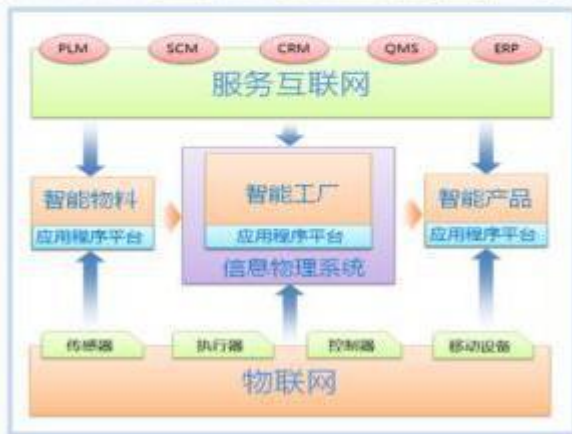 PLM SCM CRM QMS ERP
服务互联网
智能物料 智能工厂 智能产品
应用程序平台 应用程序平台 应用程序平台
信息物理系统
传感器 执行器 控制器 移动设备
物联网